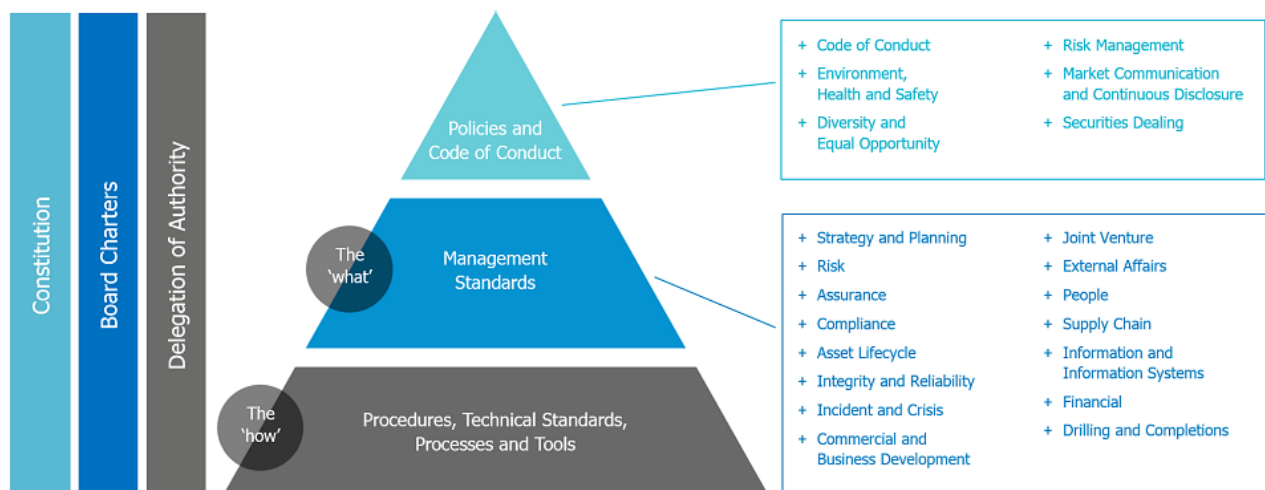 Constitution
Board Charters
Delegation of Authority
Policies and
Code of Conduct
The
‘what’
Management
Standards
The
‘how’
Procedures, Technical Standards,
Processes and Tools
+ Code of Conduct
+ Environment,
Health and Safety
+ Diversity and
Equal Opportunity
+ Risk Management
+ Market Communication
and Continuous Disclosure
+ Securities Dealing
+ Strategy and Planning
+ Risk
+ Assurance
+ Compliance
+ Asset Lifecycle
+ Integrity and Reliability
+ Incident and Crisis
+ Commercial and
Business Development
+ Joint Venture
+ External Affairs
+ People
+ Supply Chain
+ Information and
Information Systems
+ Financial
+ Drilling and Completions